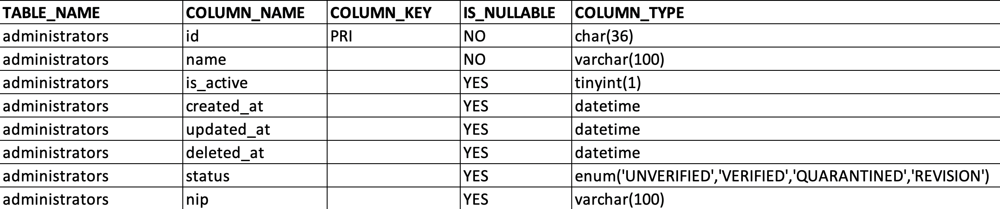 TABLE_NAME COLUMN_NAME COLUMN_KEY IS_NULLABLE COLUMN_TYPE
administrators id PRI NO char(36)
administrators name NO varchar(100)
administrators is_active YES tinyint(1)
administrators created_at YES datetime
administrators updated_at YES datetime
administrators deleted_at YES datetime
administrators status YES enum('UNVERIFIED','VERIFIED','QUARANTINED','REVISION')
administrators nip YES varchar(100)